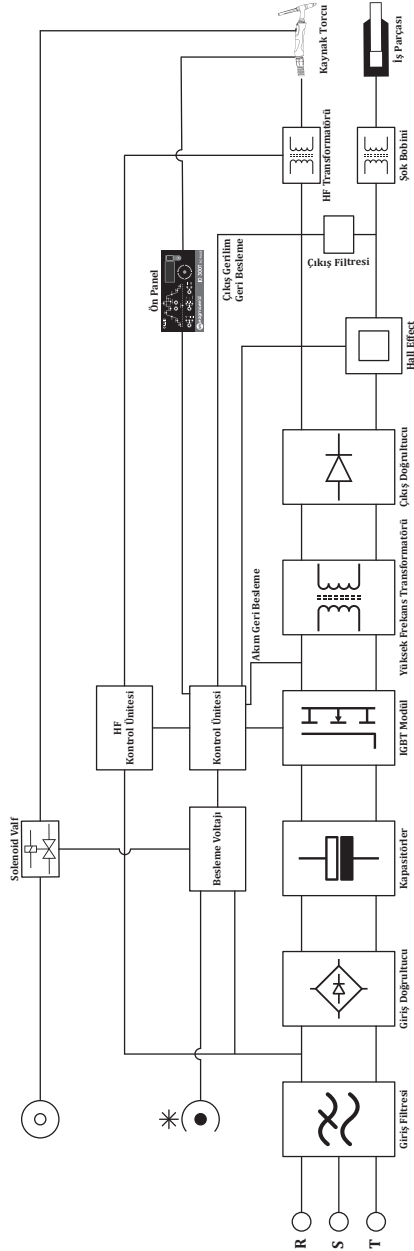 Kaynak Torcu
İş Parçası
HF Transformatörü
Şok Bobini
Çıkış Filtresi
Çıkış Gerilim
Geri Besleme
Ön Panel
ID 300T
Hall Effect
Çıkış Doğrultucu
Yüksek Frekans Transformatörü
Akım Geri Besleme
IGBT Modül
HF
Kontrol Ünitesi
Kontrol Ünitesi
Besleme Voltajı
Solenoid Valf
Kapasitörler
Giriş Doğrultucu
Giriş Filtresi
R
S
T